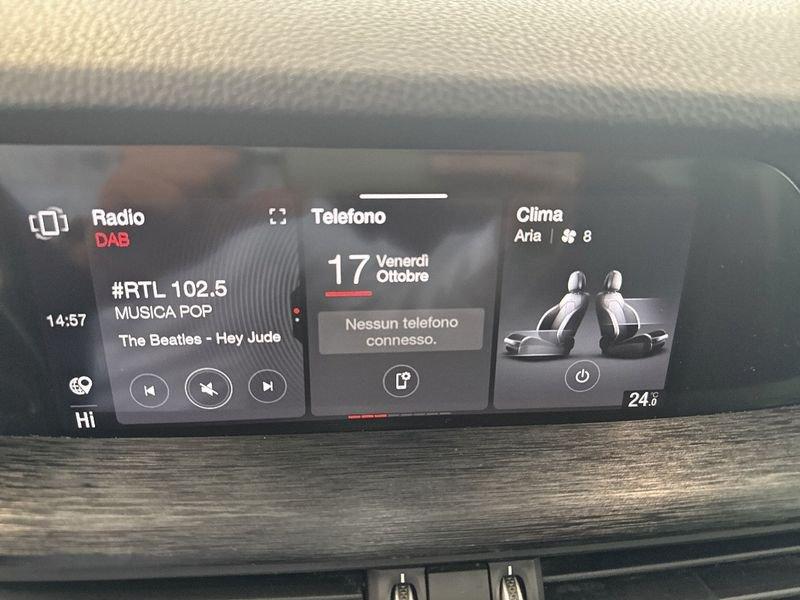 Radio
DAB
#RTL 102.5
MUSICA POP
The Beatles - Hey Jude
14:57
Hi
Telefono
17 Venerdì
Ottobre
Nessun telefono
connesso.
Clima
Aria | 8
24.0°C